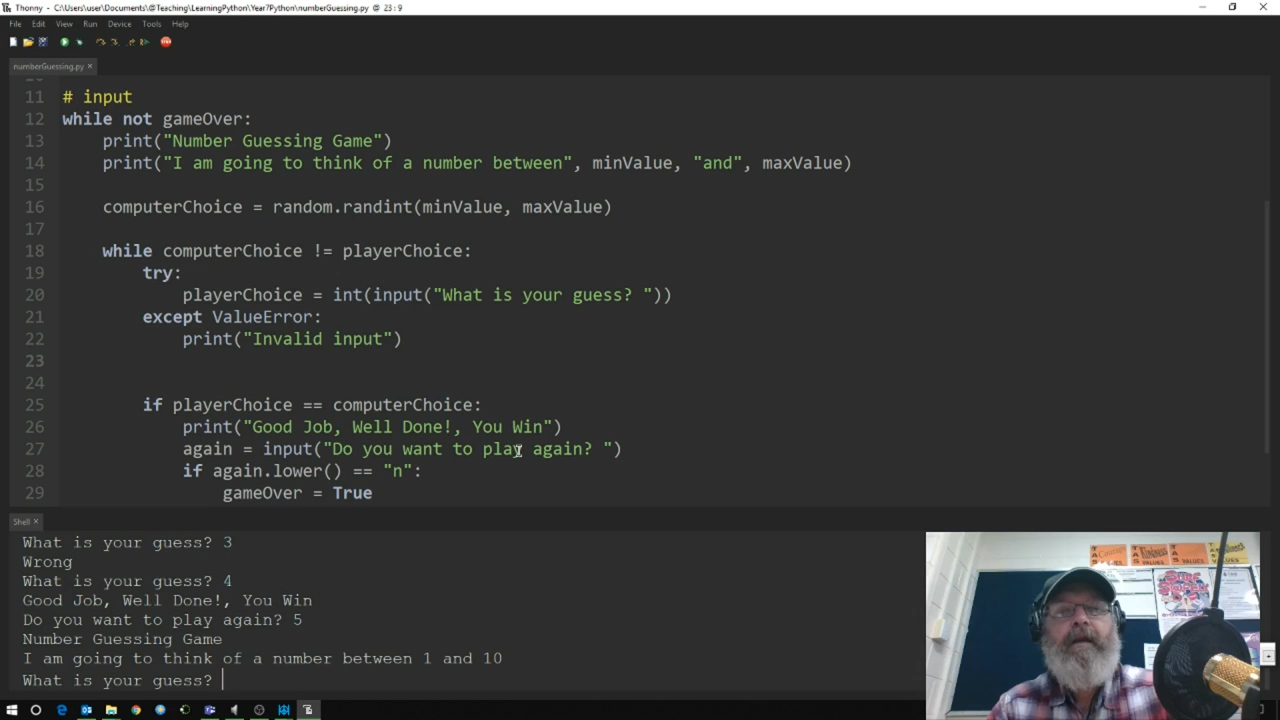 Thonny - C:\Users\user\Documents\@Teaching\LearningPython\Year7Python\numberGuessing.py @ 23:9
File Edit View Run Device Tools Help
numberGuessing.py ×
11 # input
12 while not gameOver:
13 print("Number Guessing Game")
14 print("I am going to think of a number between", minValue, "and", maxValue)
15
16 computerChoice = random.randint(minValue, maxValue)
17
18 while computerChoice != playerChoice:
19 try:
20 playerChoice = int(input("What is your guess? "))
21 except ValueError:
22 print("Invalid input")
23
24
25 if playerChoice == computerChoice:
26 print("Good Job, Well Done!, You Win")
27 again = input("Do you want to play again? ")
28 if again.lower() == "n":
29 gameOver = True
Shell ×
What is your guess? 3
Wrong
What is your guess? 4
Good Job, Well Done!, You Win
Do you want to play again? 5
Number Guessing Game
I am going to think of a number between 1 and 10
What is your guess?
VALUES VALUES VALUES